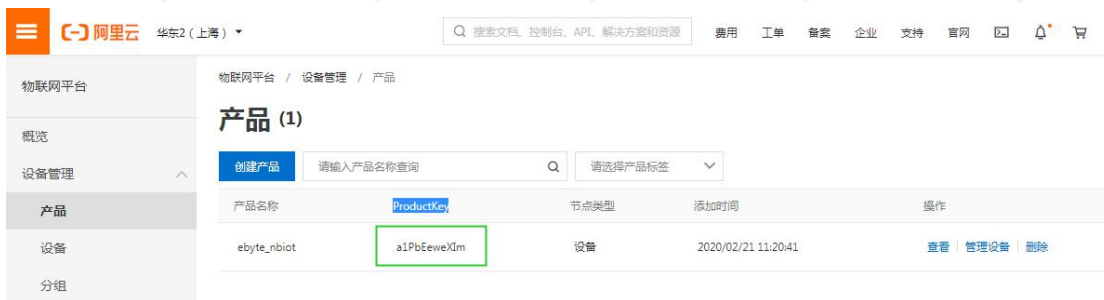 阿里云 华东2（上海） 搜索文档、控制台、API、解决方案和资源 费用 工单 备案 企业 支持 官网
物联网平台
概览
设备管理
产品
设备
分组
物联网平台 / 设备管理 / 产品
产品 (1)
创建产品 请输入产品名称查询 请选择产品标签
产品名称 ProductKey 节点类型 添加时间 操作
ebyte_nbiot a1PbEeweXIm 设备 2020/02/21 11:20:41 查看 管理设备 删除